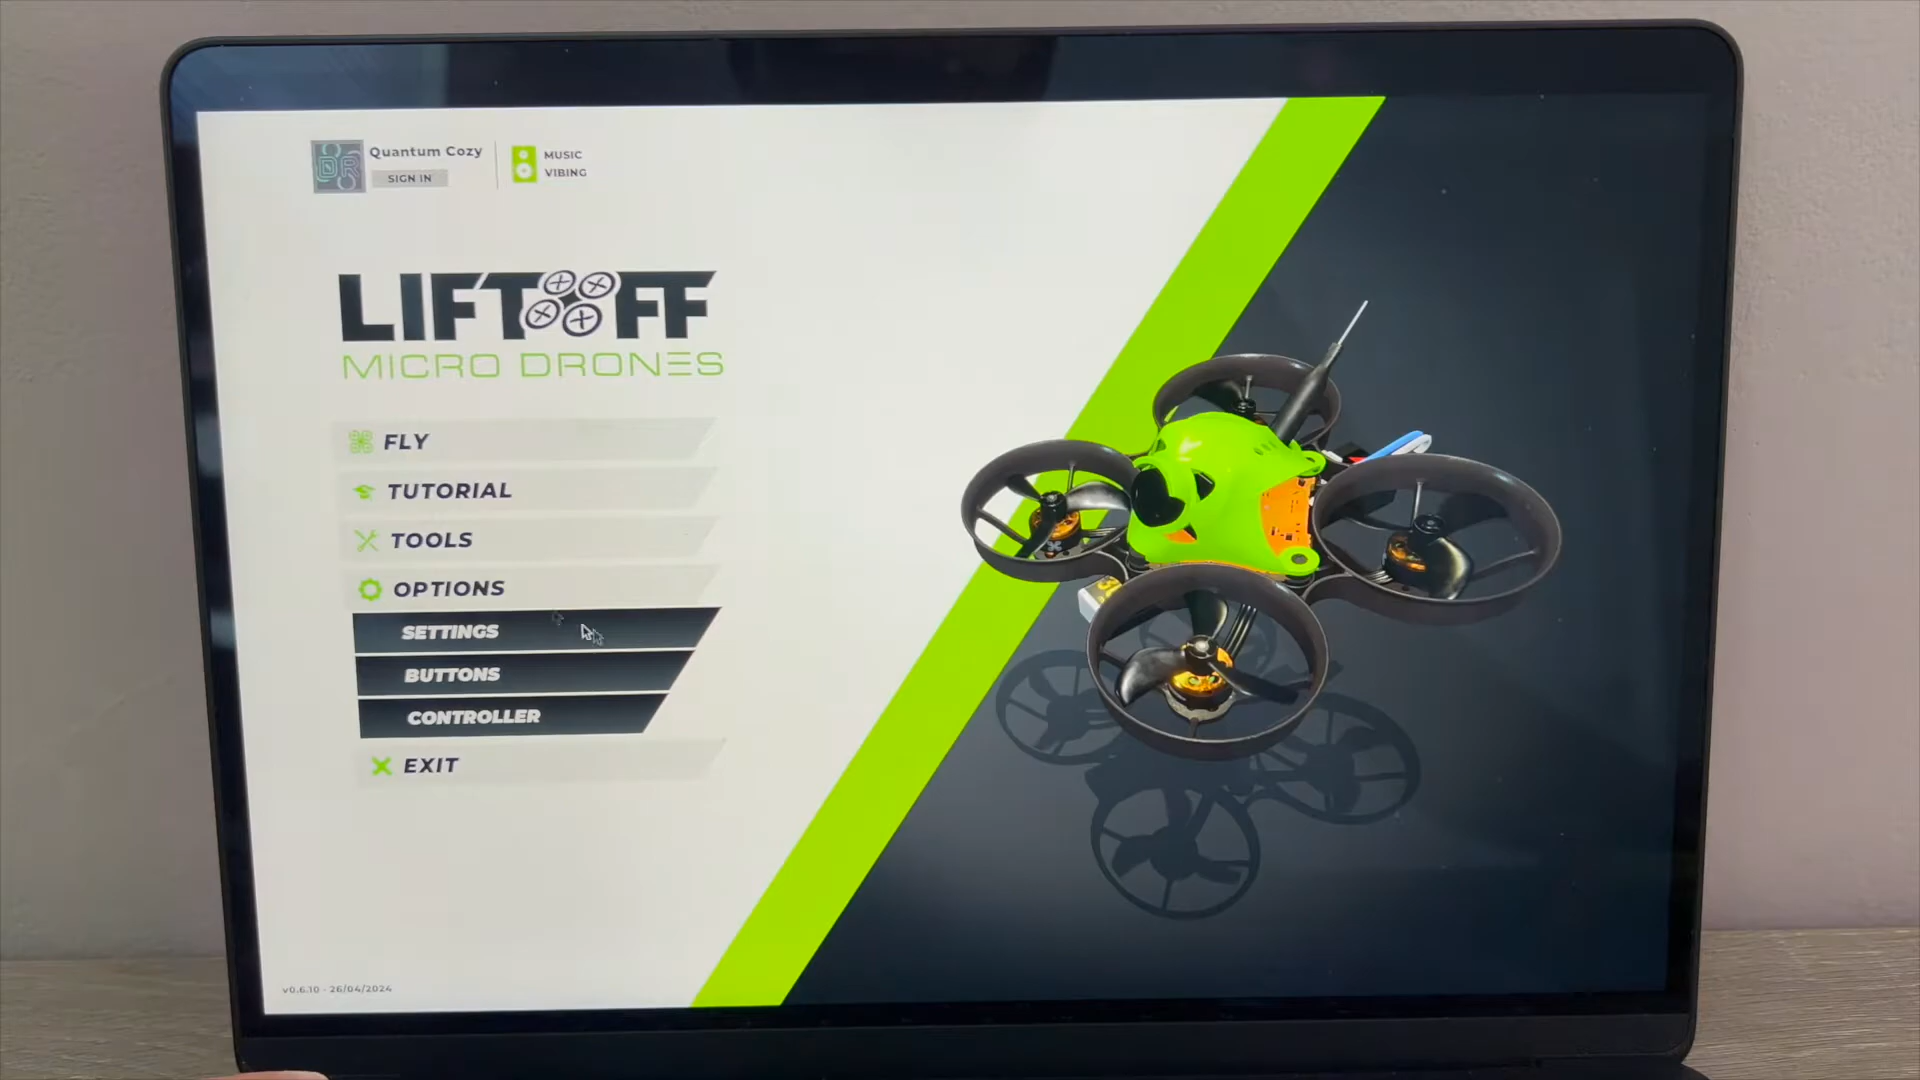 Quantum Cozy
SIGN IN
MUSIC
VIBING
LIFTOFF
MICRO DRONES
FLY
TUTORIAL
TOOLS
OPTIONS
SETTINGS
BUTTONS
CONTROLLER
EXIT
v0.6.10 - 26/04/2024